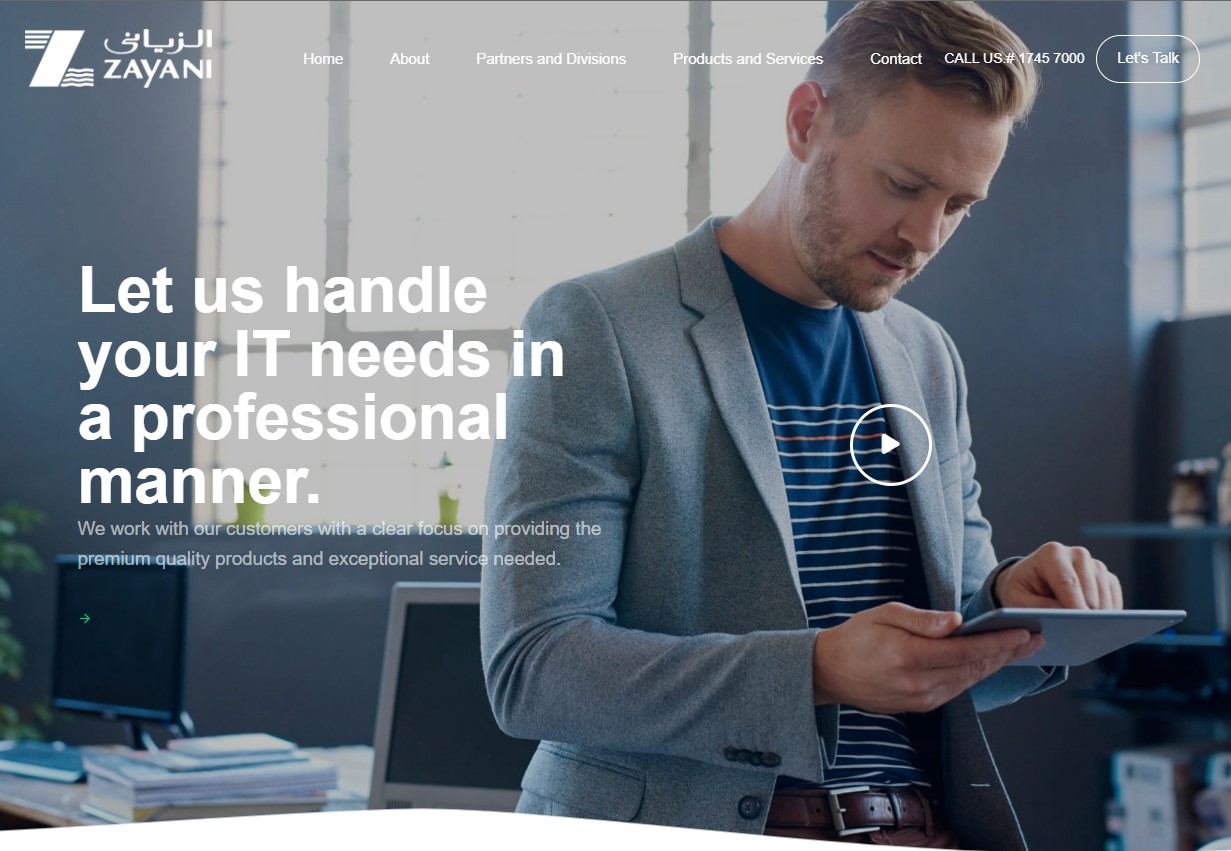 الزياني
ZAYANI
Home About Partners and Divisions Products and Services Contact CALL US.# 1745 7000 Let's Talk
Let us handle
your IT needs in
a professional
manner.
We work with our customers with a clear focus on providing the
premium quality products and exceptional service needed.